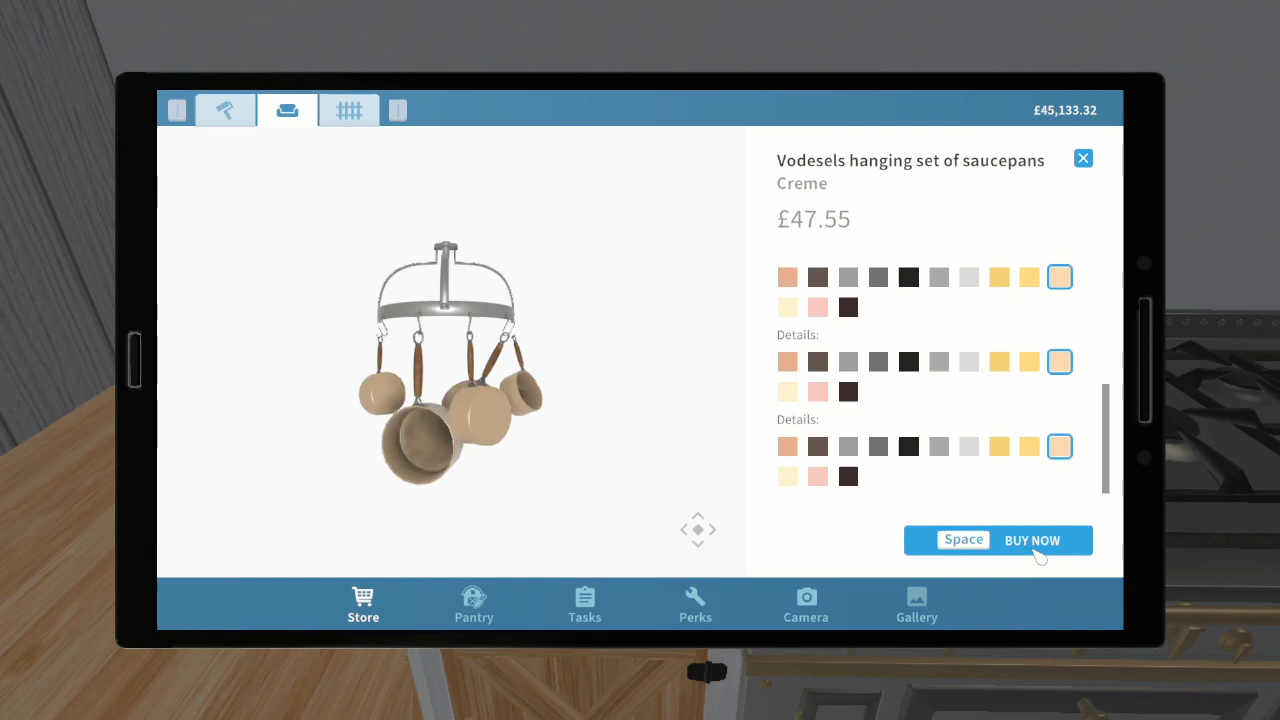 £45,133.32
Vodesels hanging set of saucepans
Creme
£47.55
Details:
Details:
Space BUY NOW
Store Pantry Tasks Perks Camera Gallery